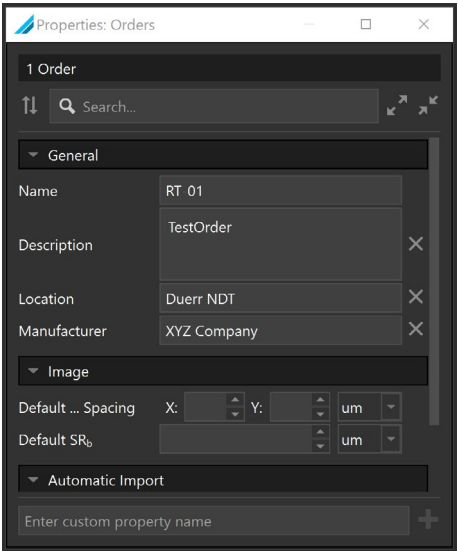 Properties: Orders
1 Order
Search...
General
Name RT-01
Description TestOrder
Location Duerr NDT
Manufacturer XYZ Company
Image
Default ... Spacing X: Y: um
Default SRb um
Automatic Import
Enter custom property name